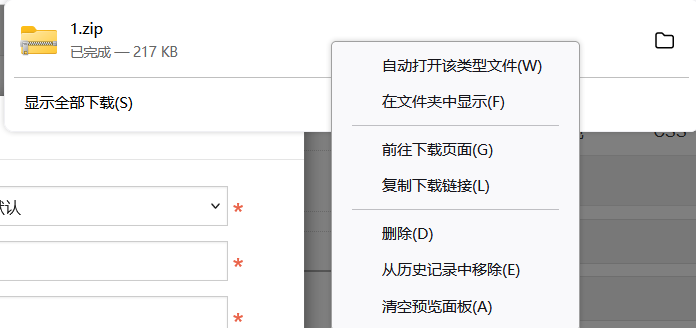 1.zip
已完成 — 217 KB
显示全部下载(S)
自动打开该类型文件(W)
在文件夹中显示(F)
前往下载页面(G)
复制下载链接(L)
删除(D)
从历史记录中移除(E)
清空预览面板(A)
默认
*
*
*